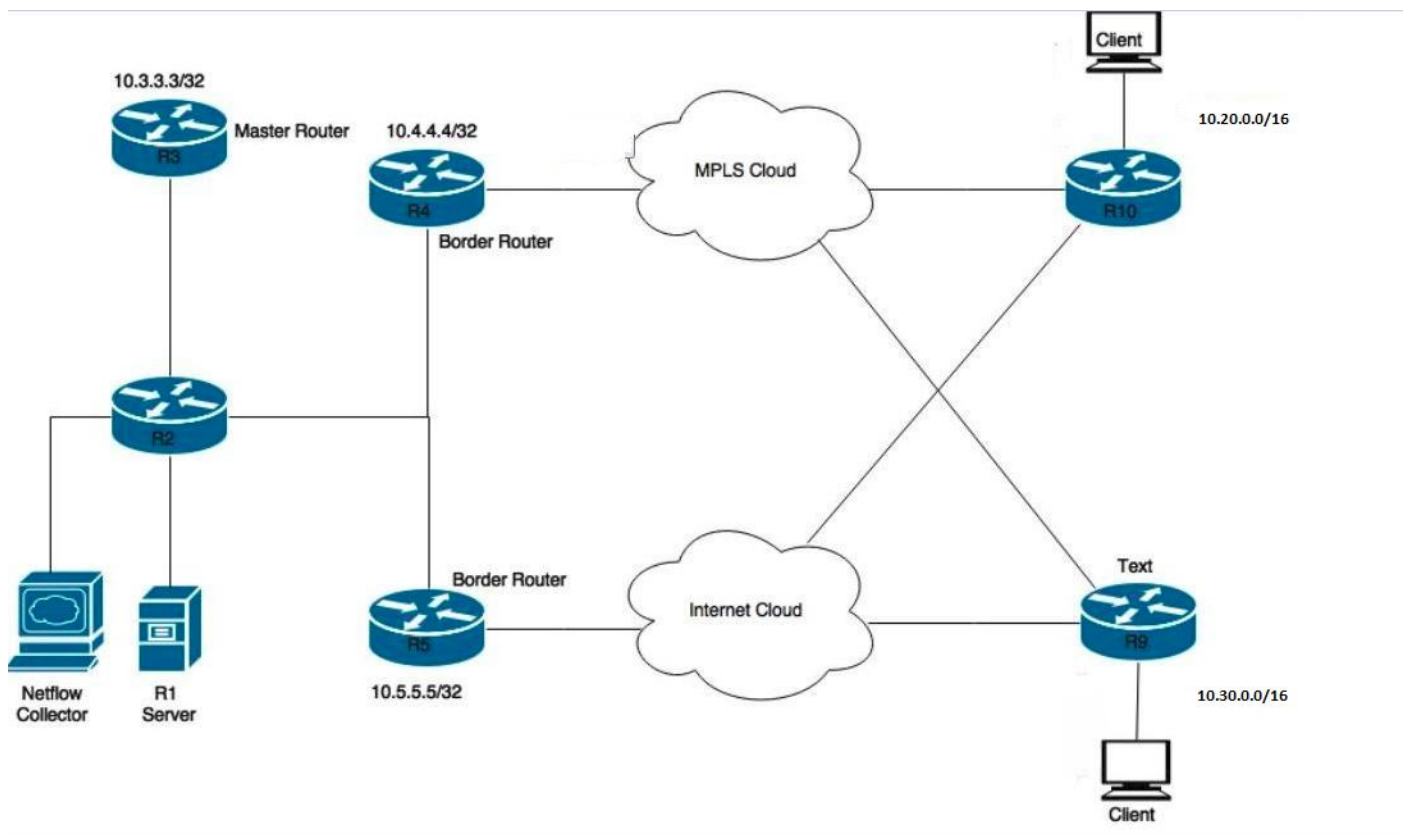 Client
10.3.3.3/32
10.20.0.0/16
Master Router
10.4.4.4/32
R3
MPLS Cloud
R4
R10
Border Router
R2
Text
Border Router
Internet Cloud
R5
R9
10.5.5.5/32
10.30.0.0/16
Netflow
Collector
R1
Server
Client